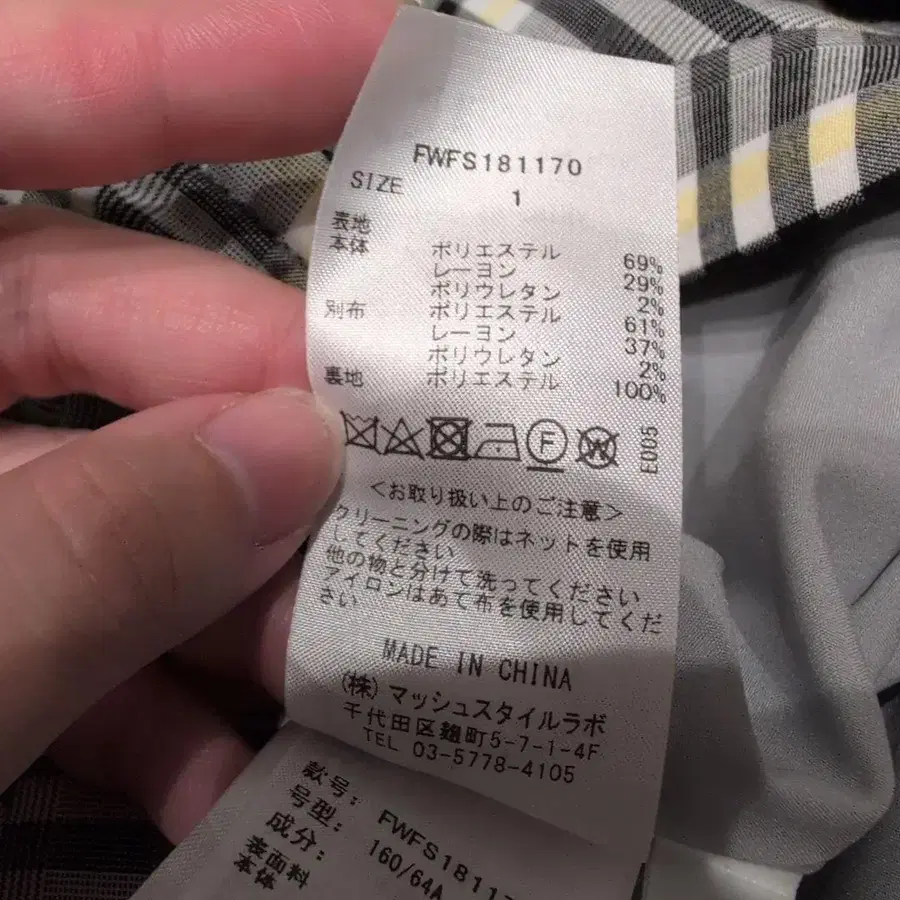 FWFS181170
SIZE 1
表地
本体 ポリエステル 69%
レーヨン 29%
ポリウレタン 2%
別布 ポリエステル 61%
レーヨン 37%
ポリウレタン 2%
裏地 ポリエステル 100%
F W E005
<お取り扱い上のご注意>
クリーニングの際はネットを使用
してください
他の物と分けて洗ってください
アイロンはあて布を使用してくだ
さい
MADE IN CHINA
(株)マッシュスタイルラボ
千代田区麹町5-7-1-4F
TEL 03-5778-4105
款号: FWFS1811
号型: 160/64A
成分:
表面料
本体